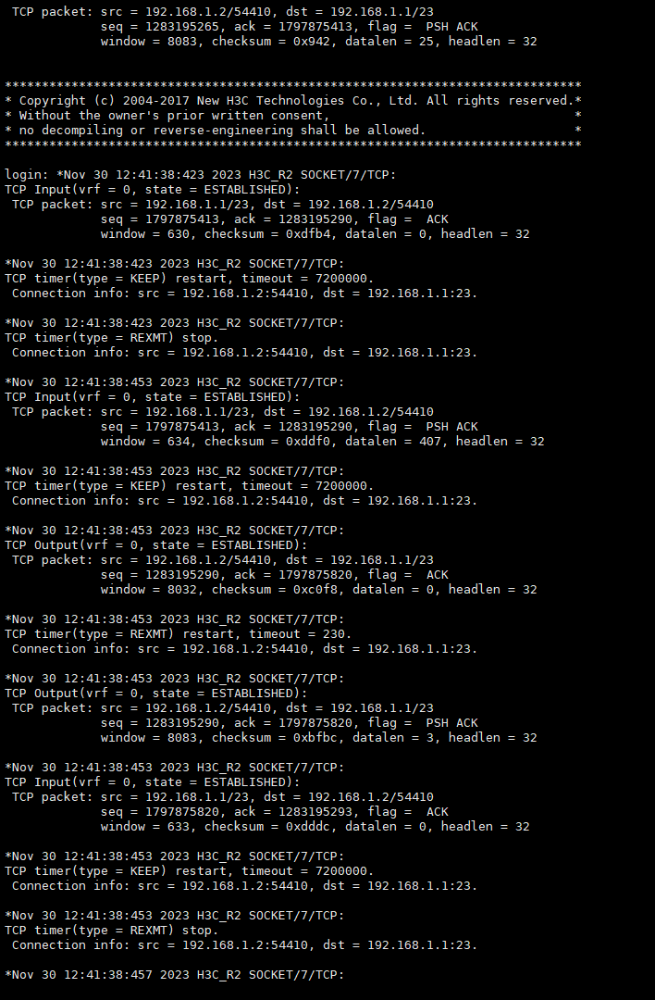 TCP packet: src = 192.168.1.2/54410, dst = 192.168.1.1/23
seq = 1283195265, ack = 1797875413, flag =  PSH ACK
window = 8083, checksum = 0x942, datalen = 25, headlen = 32
******************************************************************************
* Copyright (c) 2004-2017 New H3C Technologies Co., Ltd. All rights reserved.*
* Without the owner's prior written consent,                                 *
* no decompiling or reverse-engineering shall be allowed.                    *
******************************************************************************
login: *Nov 30 12:41:38:423 2023 H3C_R2 SOCKET/7/TCP:
TCP Input(vrf = 0, state = ESTABLISHED):
TCP packet: src = 192.168.1.1/23, dst = 192.168.1.2/54410
seq = 1797875413, ack = 1283195290, flag =  ACK
window = 630, checksum = 0xdfb4, datalen = 0, headlen = 32
*Nov 30 12:41:38:423 2023 H3C_R2 SOCKET/7/TCP:
TCP timer(type = KEEP) restart, timeout = 7200000.
Connection info: src = 192.168.1.2:54410, dst = 192.168.1.1:23.
*Nov 30 12:41:38:423 2023 H3C_R2 SOCKET/7/TCP:
TCP timer(type = REXMT) stop.
Connection info: src = 192.168.1.2:54410, dst = 192.168.1.1:23.
*Nov 30 12:41:38:453 2023 H3C_R2 SOCKET/7/TCP:
TCP Input(vrf = 0, state = ESTABLISHED):
TCP packet: src = 192.168.1.1/23, dst = 192.168.1.2/54410
seq = 1797875413, ack = 1283195290, flag =  PSH ACK
window = 634, checksum = 0xddf0, datalen = 407, headlen = 32
*Nov 30 12:41:38:453 2023 H3C_R2 SOCKET/7/TCP:
TCP timer(type = KEEP) restart, timeout = 7200000.
Connection info: src = 192.168.1.2:54410, dst = 192.168.1.1:23.
*Nov 30 12:41:38:453 2023 H3C_R2 SOCKET/7/TCP:
TCP Output(vrf = 0, state = ESTABLISHED):
TCP packet: src = 192.168.1.2/54410, dst = 192.168.1.1/23
seq = 1283195290, ack = 1797875820, flag =  ACK
window = 8032, checksum = 0xc0f8, datalen = 0, headlen = 32
*Nov 30 12:41:38:453 2023 H3C_R2 SOCKET/7/TCP:
TCP timer(type = REXMT) restart, timeout = 230.
Connection info: src = 192.168.1.2:54410, dst = 192.168.1.1:23.
*Nov 30 12:41:38:453 2023 H3C_R2 SOCKET/7/TCP:
TCP Output(vrf = 0, state = ESTABLISHED):
TCP packet: src = 192.168.1.2/54410, dst = 192.168.1.1/23
seq = 1283195290, ack = 1797875820, flag =  PSH ACK
window = 8083, checksum = 0xbfbc, datalen = 3, headlen = 32
*Nov 30 12:41:38:453 2023 H3C_R2 SOCKET/7/TCP:
TCP Input(vrf = 0, state = ESTABLISHED):
TCP packet: src = 192.168.1.1/23, dst = 192.168.1.2/54410
seq = 1797875820, ack = 1283195293, flag =  ACK
window = 633, checksum = 0xdddc, datalen = 0, headlen = 32
*Nov 30 12:41:38:453 2023 H3C_R2 SOCKET/7/TCP:
TCP timer(type = KEEP) restart, timeout = 7200000.
Connection info: src = 192.168.1.2:54410, dst = 192.168.1.1:23.
*Nov 30 12:41:38:453 2023 H3C_R2 SOCKET/7/TCP:
TCP timer(type = REXMT) stop.
Connection info: src = 192.168.1.2:54410, dst = 192.168.1.1:23.
*Nov 30 12:41:38:457 2023 H3C_R2 SOCKET/7/TCP: